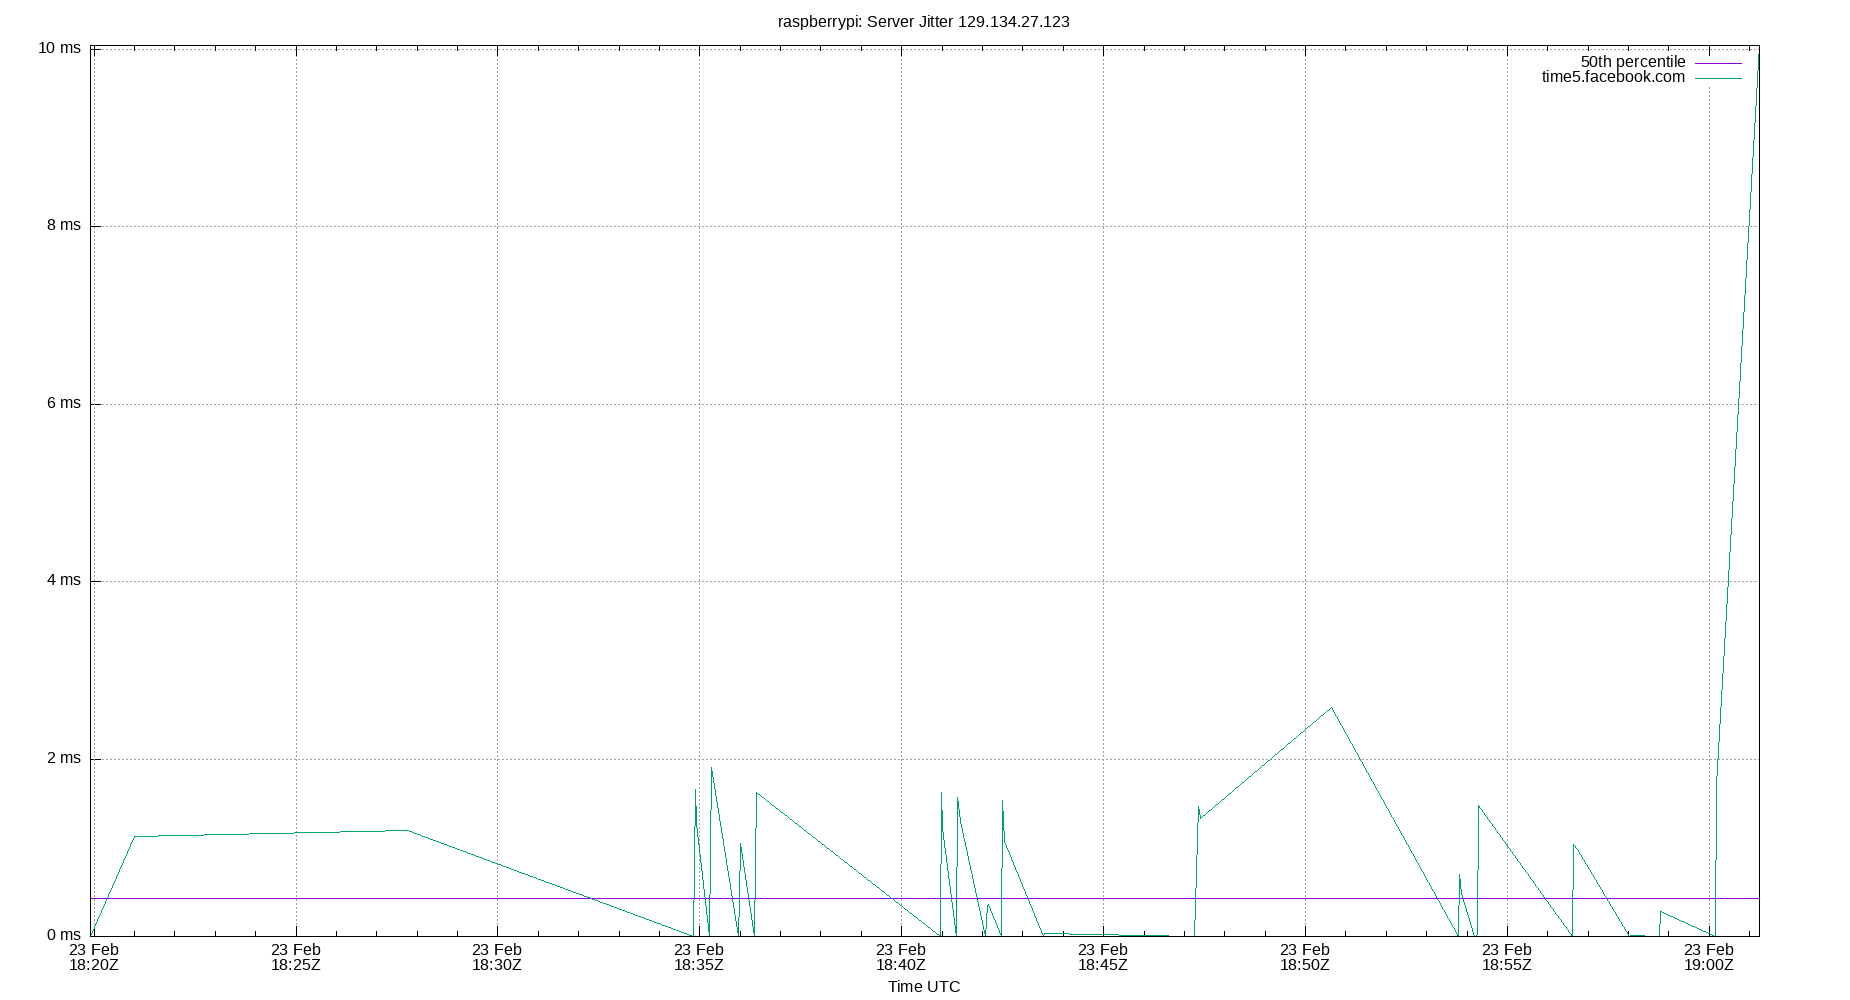 raspberrypi: Server Jitter 129.134.27.123
10 ms
8 ms
6 ms
4 ms
2 ms
0 ms
50th percentile
time5.facebook.com
23 Feb 23 Feb 23 Feb 23 Feb 23 Feb 23 Feb 23 Feb 23 Feb 23 Feb
18:20Z 18:25Z 18:30Z 18:35Z 18:40Z 18:45Z 18:50Z 18:55Z 19:00Z
Time UTC